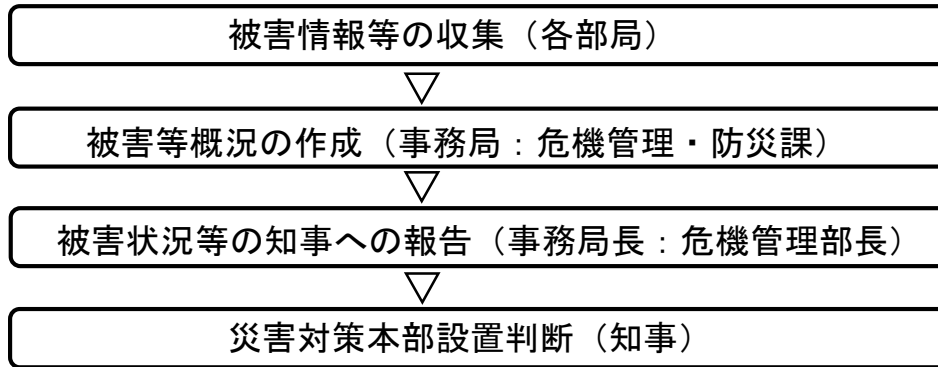 被害情報等の収集（各部局）
被害等概況の作成（事務局：危機管理・防災課）
被害状況等の知事への報告（事務局長：危機管理部長）
災害対策本部設置判断（知事）